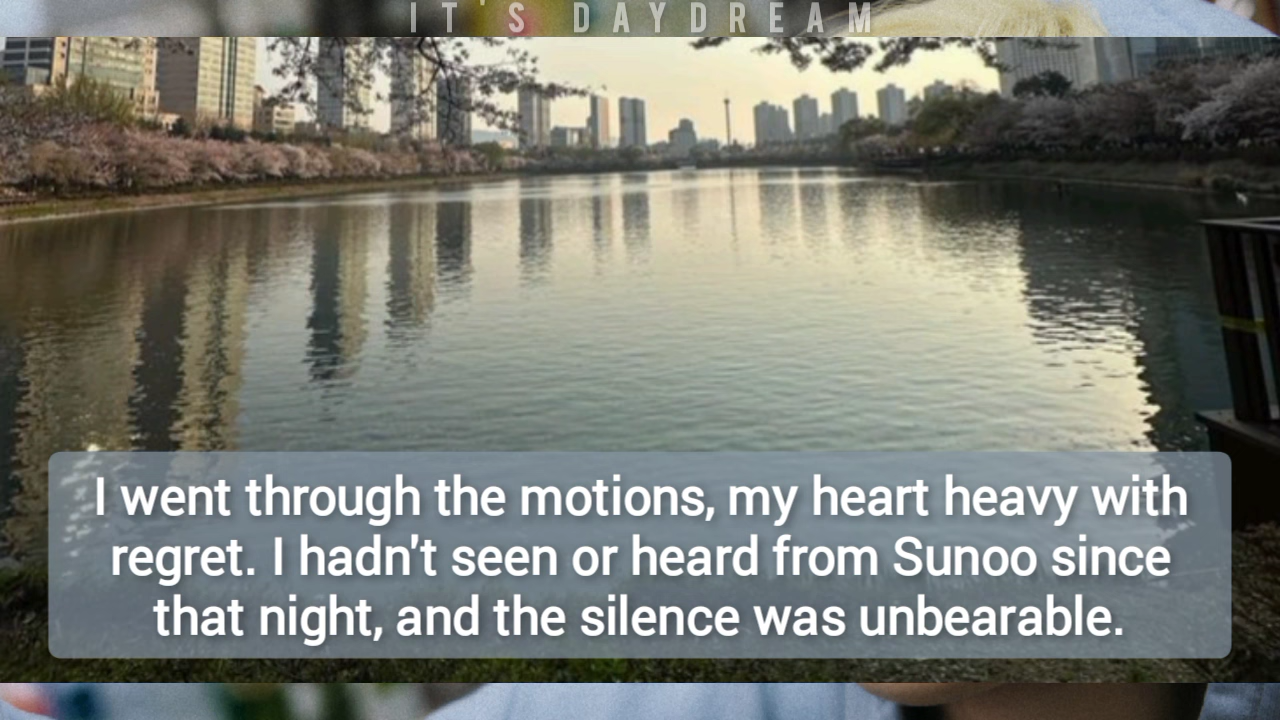 IT'S DAYDREAM
I went through the motions, my heart heavy with
regret. I hadn't seen or heard from Sunoo since
that night, and the silence was unbearable.